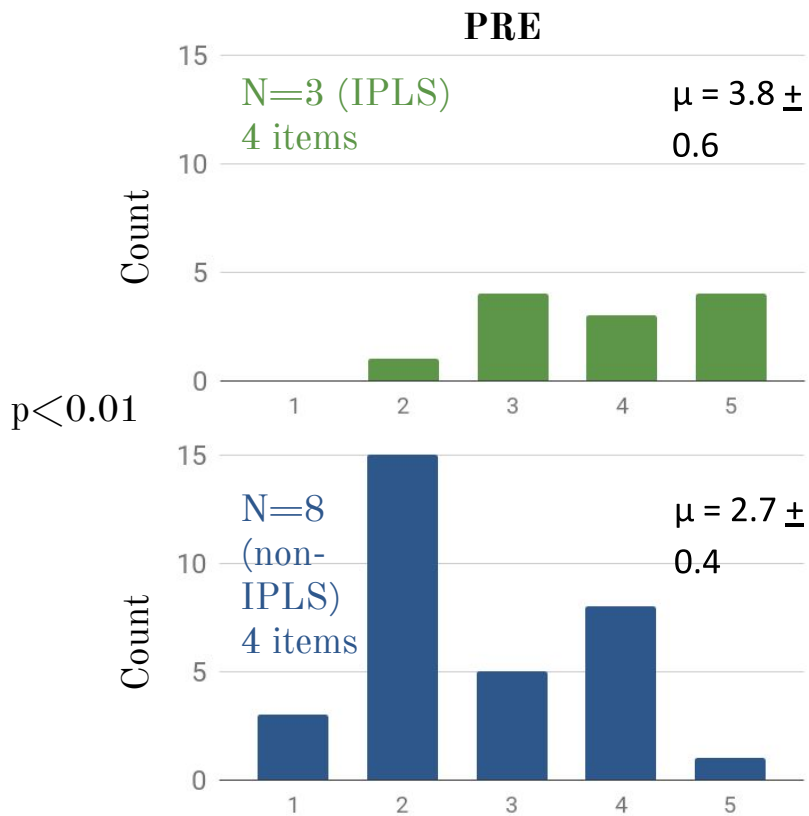 PRE
15
N=3 (IPLS)
4 items
μ = 3.8 ±
0.6
10
Count
5
0
1 2 3 4 5
p<0.01
15
N=8
(non-
IPLS)
4 items
μ = 2.7 ±
0.4
10
Count
5
0
1 2 3 4 5